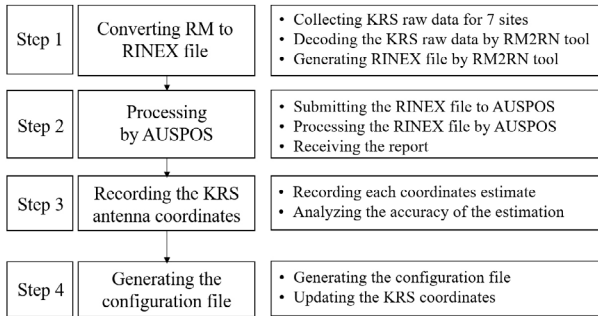 Step 1
Converting RM to
RINEX file
• Collecting KRS raw data for 7 sites
• Decoding the KRS raw data by RM2RN tool
• Generating RINEX file by RM2RN tool
Step 2
Processing
by AUSPOS
• Submitting the RINEX file to AUSPOS
• Processing the RINEX file by AUSPOS
• Receiving the report
Step 3
Recording the KRS
antenna coordinates
• Recording each coordinates estimate
• Analyzing the accuracy of the estimation
Step 4
Generating the
configuration file
• Generating the configuration file
• Updating the KRS coordinates